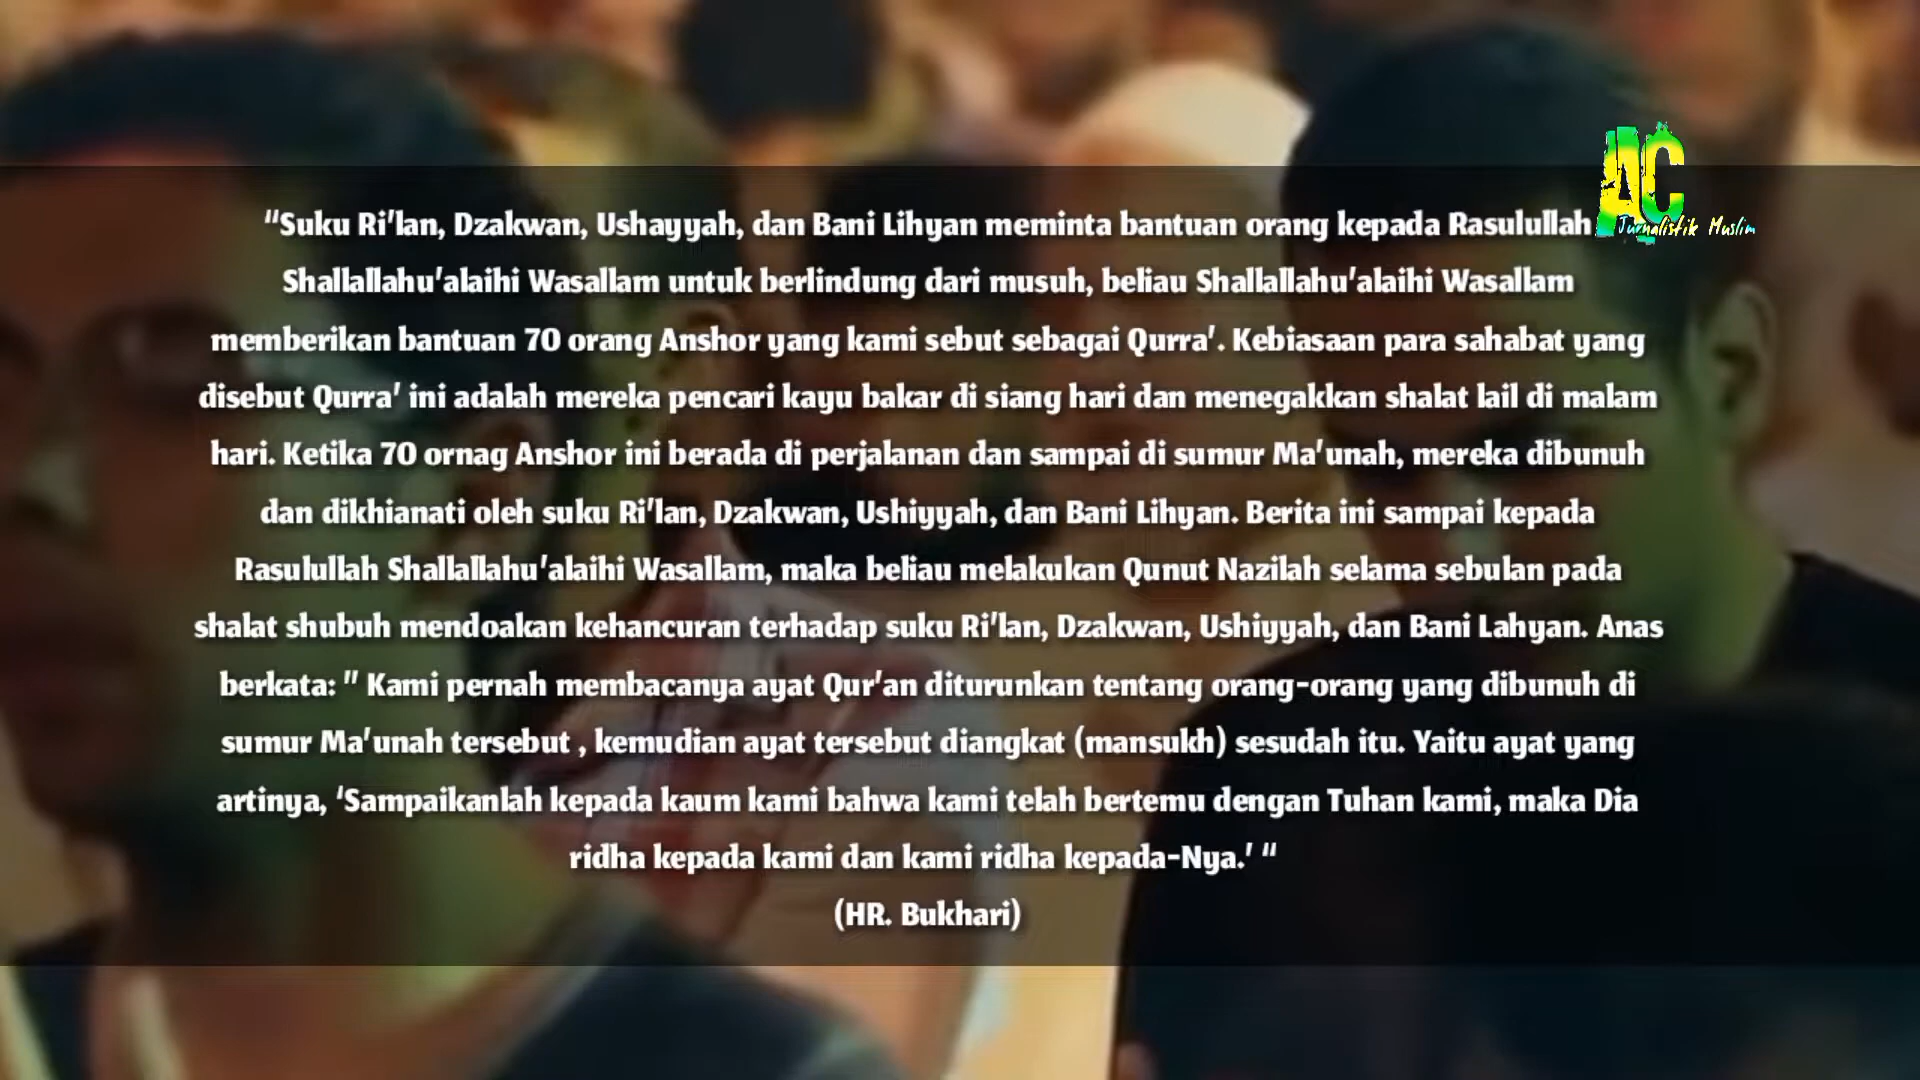 "Suku Ri'lan, Dzakwan, Ushayyah, dan Bani Lihyan meminta bantuan orang kepada Rasulullah
Shallallahu'alaihi Wasallam untuk berlindung dari musuh, beliau Shallallahu'alaihi Wasallam
memberikan bantuan 70 orang Anshor yang kami sebut sebagai Qurra'. Kebiasaan para sahabat yang
disebut Qurra' ini adalah mereka pencari kayu bakar di siang hari dan menegakkan shalat lail di malam
hari. Ketika 70 ornag Anshor ini berada di perjalanan dan sampai di sumur Ma'unah, mereka dibunuh
dan dikhianati oleh suku Ri'lan, Dzakwan, Ushiyyah, dan Bani Lihyan. Berita ini sampai kepada
Rasulullah Shallallahu'alaihi Wasallam, maka beliau melakukan Qunut Nazilah selama sebulan pada
shalat shubuh mendoakan kehancuran terhadap suku Ri'lan, Dzakwan, Ushiyyah, dan Bani Lahyan. Anas
berkata: " Kami pernah membacanya ayat Qur'an diturunkan tentang orang-orang yang dibunuh di
sumur Ma'unah tersebut , kemudian ayat tersebut diangkat (mansukh) sesudah itu. Yaitu ayat yang
artinya, 'Sampaikanlah kepada kaum kami bahwa kami telah bertemu dengan Tuhan kami, maka Dia
ridha kepada kami dan kami ridha kepada-Nya.' "
(HR. Bukhari)
AC
Jurnalistik Muslim